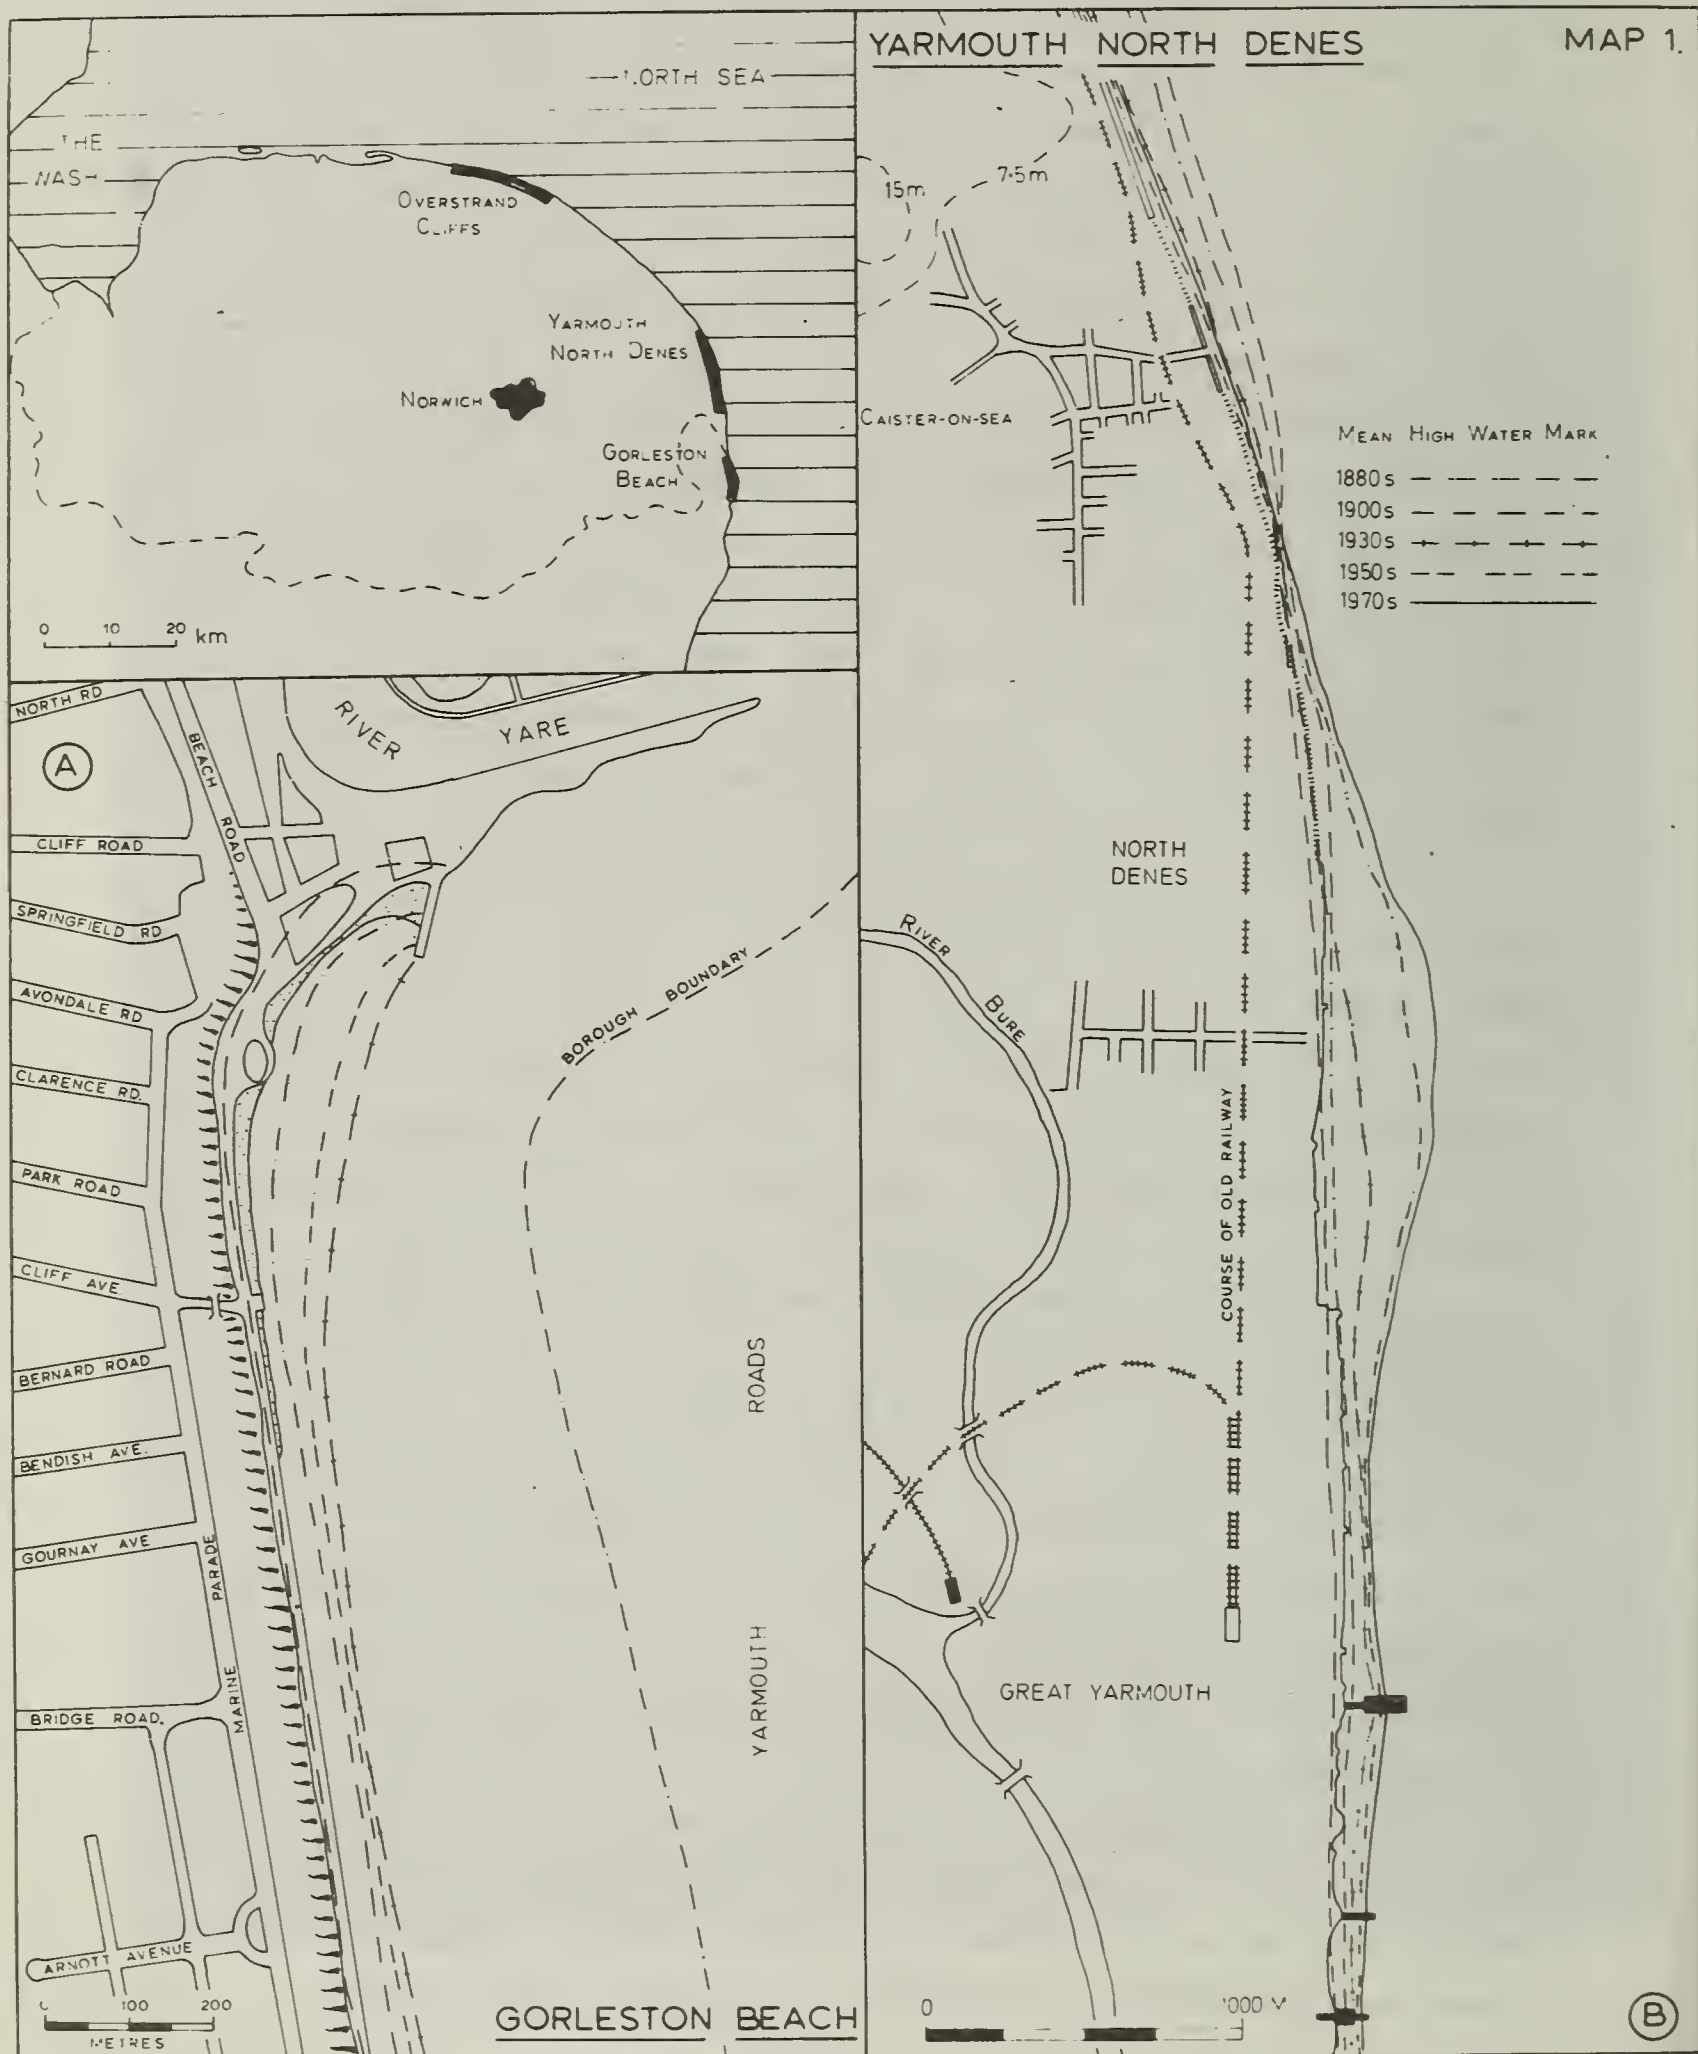 YARMOUTH NORTH DENES
MAP 1.
NORTH SEA
THE
WASH
OVERSTRAND
CLIFFS
YARMOUTH
NORTH DENES
NORWICH
GORLESTON
BEACH
0 10 20 km
NORTH RD
A
BEACH ROAD
RIVER YARE
CLIFF ROAD
SPRINGFIELD RD
AVONDALE RD
CLARENCE RD.
PARK ROAD
CLIFF AVE
BERNARD ROAD
BENDISH AVE.
GOURNAY AVE
BRIDGE ROAD.
MARINE PARADE
ARNOTT AVENUE
BOROUGH BOUNDARY
YARMOUTH ROADS
0 100 200
METRES
GORLESTON BEACH
15m
7·5m
CAISTER-ON-SEA
MEAN HIGH WATER MARK
1880s
1900s
1930s
1950s
1970s
NORTH
DENES
RIVER BURE
COURSE OF OLD RAILWAY
GREAT YARMOUTH
0 1000 M
B